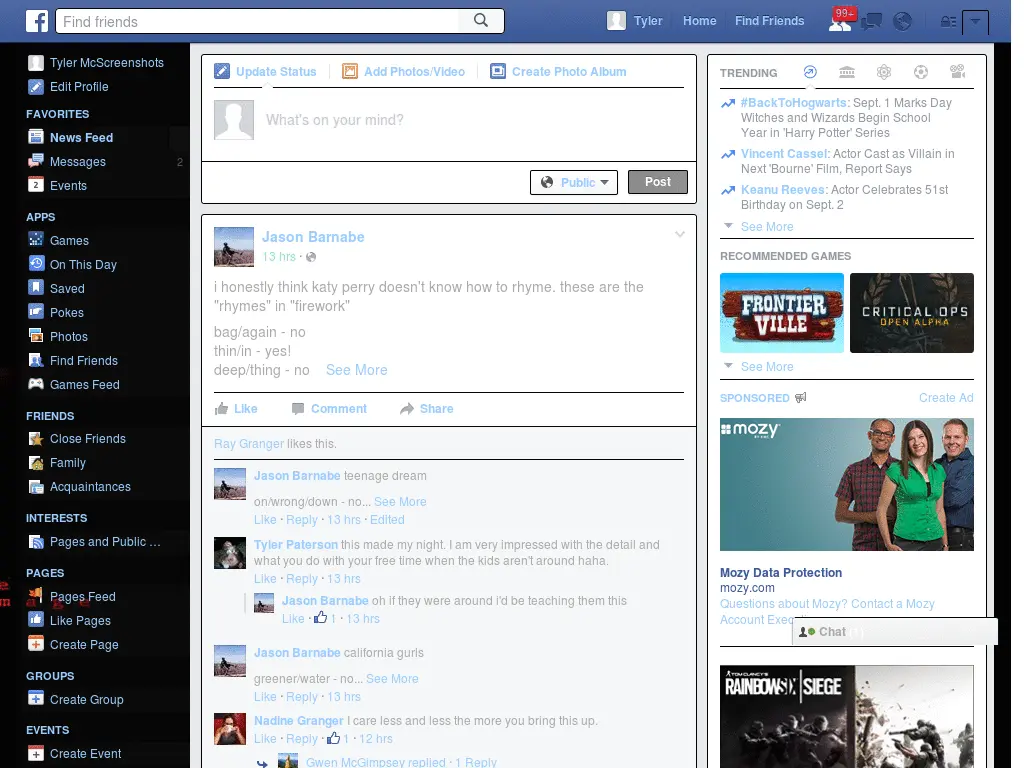 Find friends
Tyler
Home
Find Friends
99+
Tyler McScreenshots
Edit Profile
FAVORITES
News Feed
Messages 2
Events
APPS
Games
On This Day
Saved
Pokes
Photos
Find Friends
Games Feed
FRIENDS
Close Friends
Family
Acquaintances
INTERESTS
Pages and Public ...
PAGES
Pages Feed
Like Pages
Create Page
GROUPS
Create Group
EVENTS
Create Event
Update Status
Add Photos/Video
Create Photo Album
What's on your mind?
Public
Post
Jason Barnabe
13 hrs ·
i honestly think katy perry doesn't know how to rhyme. these are the
"rhymes" in "firework"
bag/again - no
thin/in - yes!
deep/thing - no See More
Like Comment Share
Ray Granger likes this.
Jason Barnabe teenage dream
on/wrong/down - no... See More
Like · Reply · 13 hrs · Edited
Tyler Paterson this made my night. I am very impressed with the detail and
what you do with your free time when the kids aren't around haha.
Like · Reply · 13 hrs
Jason Barnabe oh if they were around i'd be teaching them this
Like · 1 · 13 hrs
Jason Barnabe california gurls
greener/water - no... See More
Like · Reply · 13 hrs
Nadine Granger I care less and less the more you bring this up.
Like · Reply · 1 · 12 hrs
Gwen McGimpsey replied · 1 Reply
TRENDING
#BackToHogwarts: Sept. 1 Marks Day
Witches and Wizards Begin School
Year in 'Harry Potter' Series
Vincent Cassel: Actor Cast as Villain in
Next 'Bourne' Film, Report Says
Keanu Reeves: Actor Celebrates 51st
Birthday on Sept. 2
See More
RECOMMENDED GAMES
FRONTIER
VILLE
CRITICAL OPS
OPEN ALPHA
See More
SPONSORED
Create Ad
mozy
Mozy Data Protection
mozy.com
Questions about Mozy? Contact a Mozy
Account
Chat
TOM CLANCY'S
RAINBOW SIX SIEGE